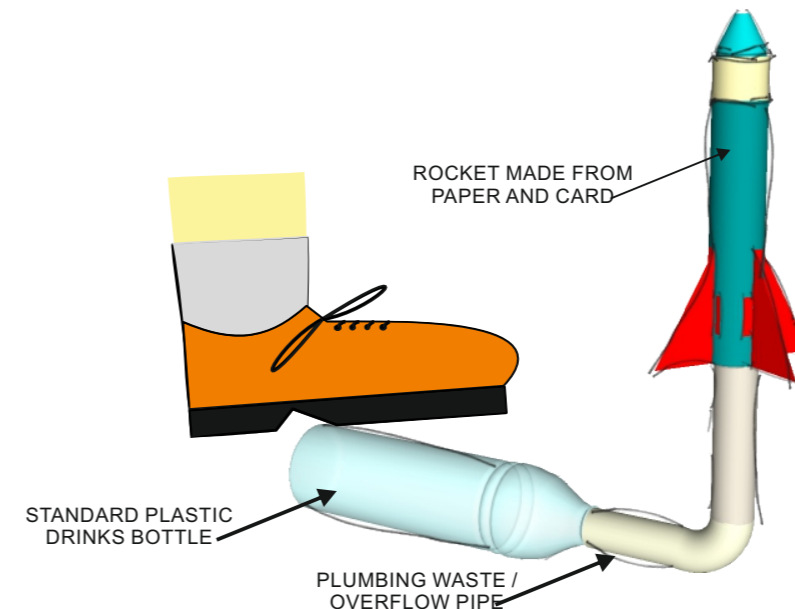 ROCKET MADE FROM
PAPER AND CARD
STANDARD PLASTIC
DRINKS BOTTLE
PLUMBING WASTE /
OVERFLOW PIPE